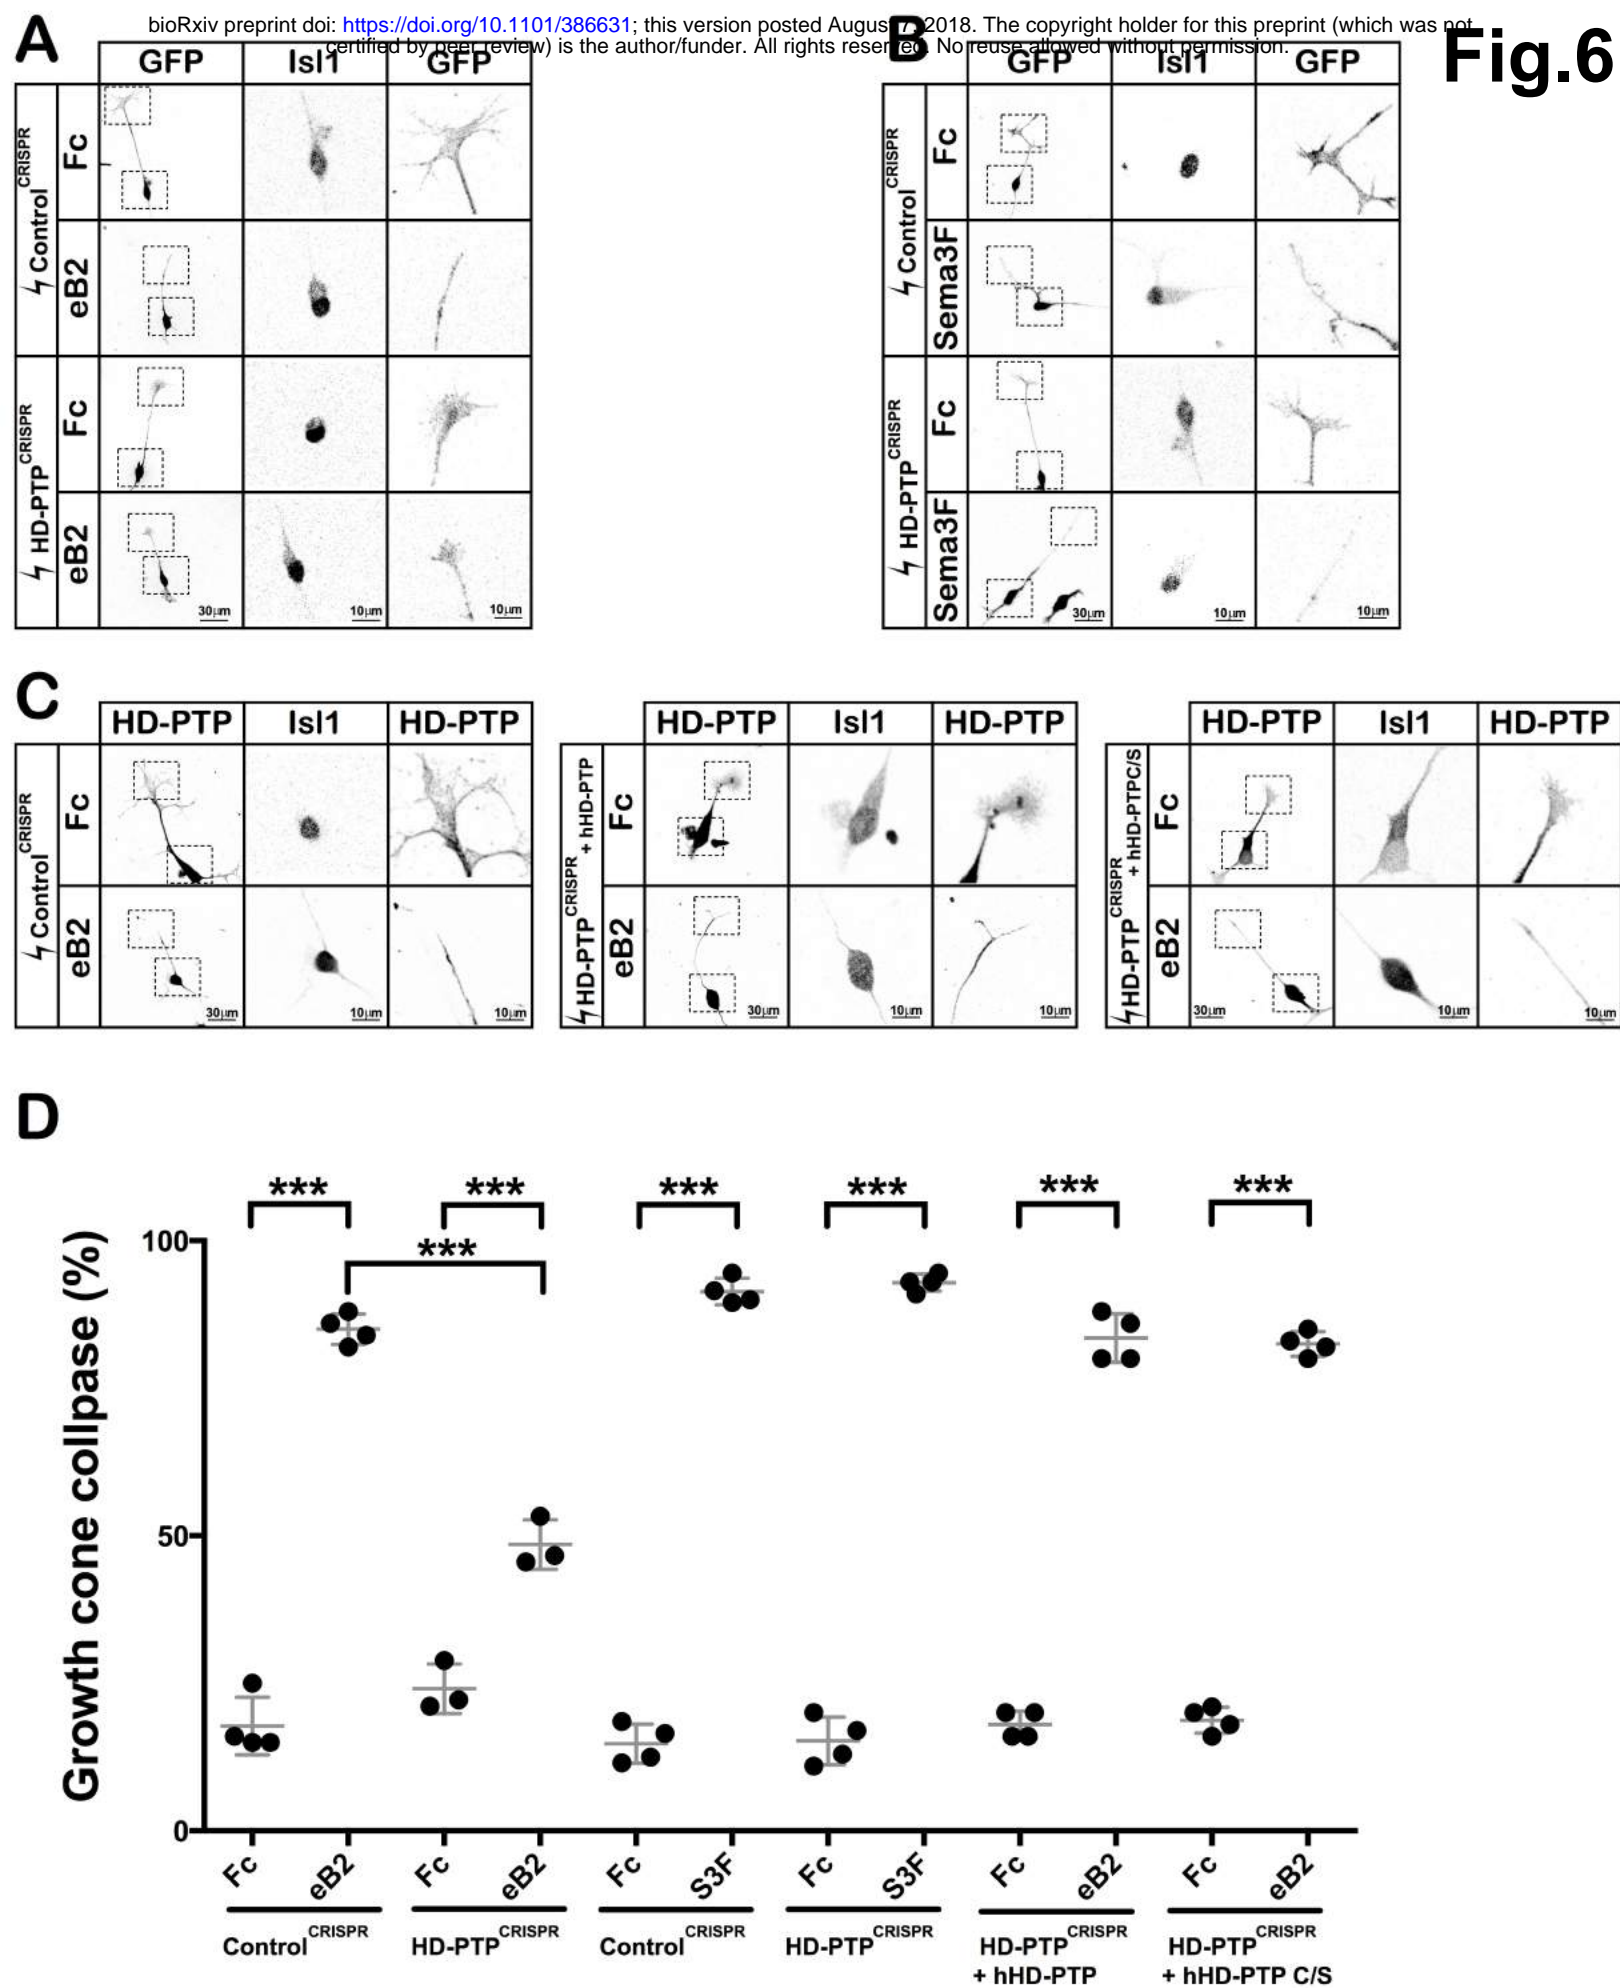 bioRxiv preprint doi: https://doi.org/10.1101/386631; this version posted August 7, 2018. The copyright holder for this preprint (which was not
certified by peer review) is the author/funder. All rights reserved. No reuse allowed without permission.
Fig.6
A
GFP Isl1 GFP
Control CRISPR
Fc
eB2
HD-PTP CRISPR
Fc
eB2
30µm 10µm 10µm
B
GFP Isl1 GFP
Control CRISPR
Fc
Sema3F
HD-PTP CRISPR
Fc
Sema3F
30µm 10µm 10µm
C
HD-PTP Isl1 HD-PTP
Control CRISPR
Fc
eB2
30µm 10µm 10µm
HD-PTP Isl1 HD-PTP
HD-PTP CRISPR + hHD-PTP
Fc
eB2
30µm 10µm 10µm
HD-PTP Isl1 HD-PTP
HD-PTP CRISPR + hHD-PTPC/S
Fc
eB2
30µm 10µm 10µm
D
*** *** *** *** *** ***
***
Growth cone collpase (%)
100
50
0
Fc eB2 Fc eB2 Fc S3F Fc S3F Fc eB2 Fc eB2
Control CRISPR HD-PTP CRISPR Control CRISPR HD-PTP CRISPR HD-PTP CRISPR HD-PTP CRISPR
+ hHD-PTP + hHD-PTP C/S